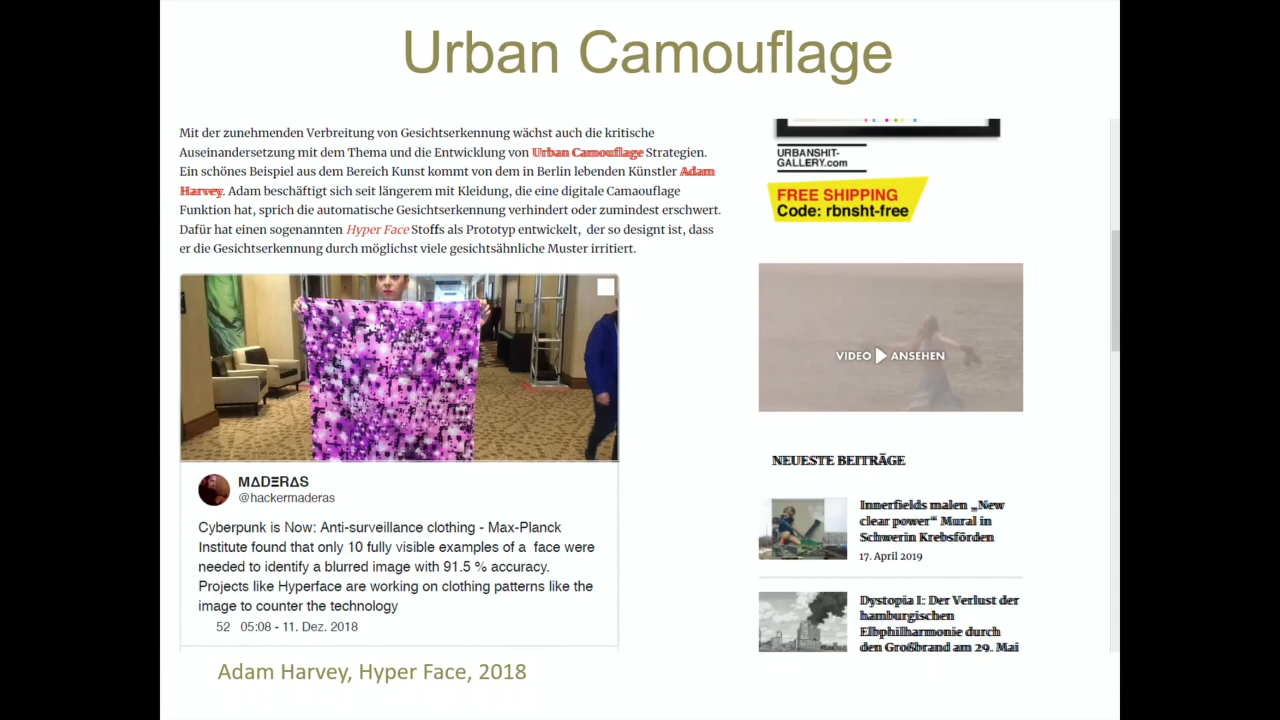 Urban Camouflage
Mit der zunehmenden Verbreitung von Gesichtserkennung wächst auch die kritische
Auseinandersetzung mit dem Thema und die Entwicklung von Urban Camouflage Strategien.
Ein schönes Beispiel aus dem Bereich Kunst kommt von dem in Berlin lebenden Künstler Adam
Harvey. Adam beschäftigt sich seit längerem mit Kleidung, die eine digitale Camaouflage
Funktion hat, sprich die automatische Gesichtserkennung verhindert oder zumindest erschwert.
Dafür hat einen sogenannten Hyper Face Stoffs als Prototyp entwickelt, der so designt ist, dass
er die Gesichtserkennung durch möglichst viele gesichtsähnliche Muster irritiert.
MΔDΞRΔS
@hackermaderas
Cyberpunk is Now: Anti-surveillance clothing - Max-Planck
Institute found that only 10 fully visible examples of a face were
needed to identify a blurred image with 91.5 % accuracy.
Projects like Hyperface are working on clothing patterns like the
image to counter the technology
52 05:08 - 11. Dez. 2018
Adam Harvey, Hyper Face, 2018
URBANSHIT-
GALLERY.com
FREE SHIPPING
Code: rbnsht-free
VIDEO ANSEHEN
NEUESTE BEITRÄGE
Innerfields malen „New
clear power“ Mural in
Schwerin Krebsförden
17. April 2019
Dystopia I: Der Verlust der
hamburgischen
Elbphilharmonie durch
den Großbrand am 29. Mai